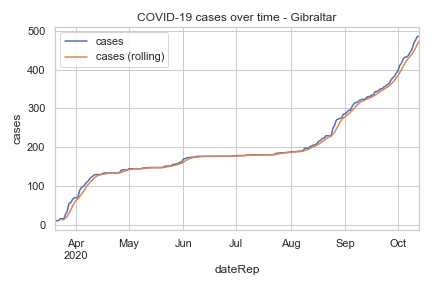 COVID-19 cases over time - Gibraltar
cases
cases (rolling)
cases
500
400
300
200
100
0
Apr May Jun Jul Aug Sep Oct
2020
dateRep